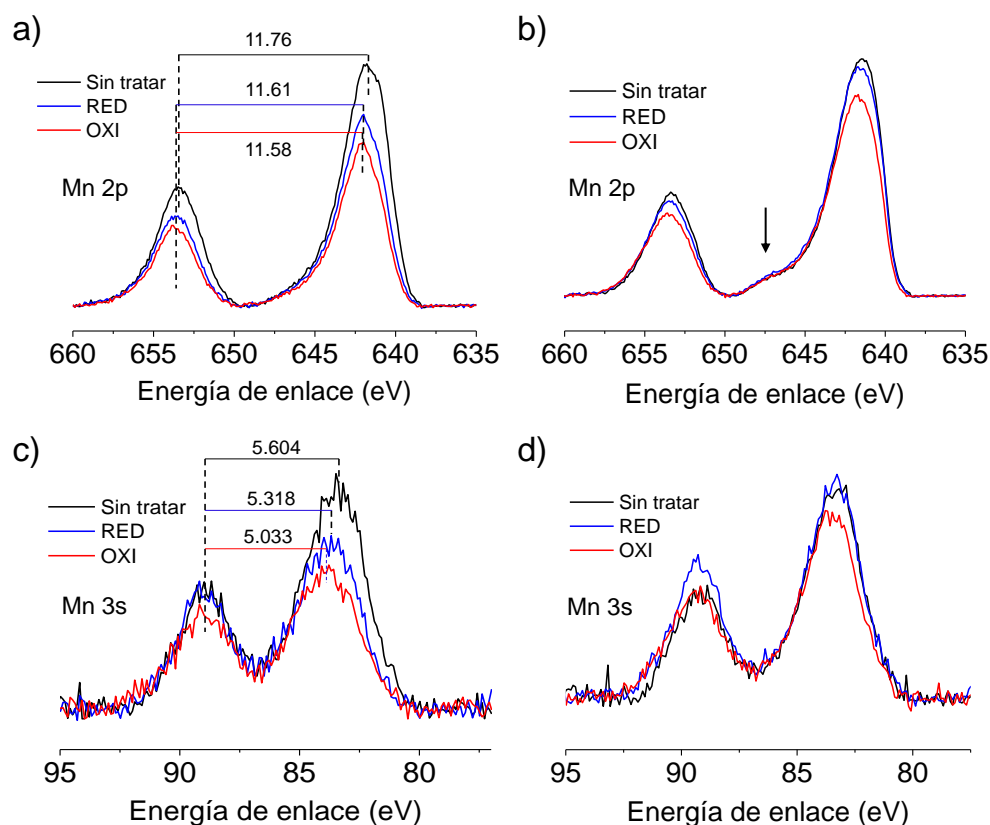 a)
11.76
Sin tratar
RED
OXI
11.61
11.58
Mn 2p
660 655 650 645 640 635
Energía de enlace (eV)
b)
Sin tratar
RED
OXI
Mn 2p
660 655 650 645 640 635
Energía de enlace (eV)
c)
5.604
Sin tratar
RED
OXI
5.318
5.033
Mn 3s
95 90 85 80
Energía de enlace (eV)
d)
Sin tratar
RED
OXI
Mn 3s
95 90 85 80
Energía de enlace (eV)